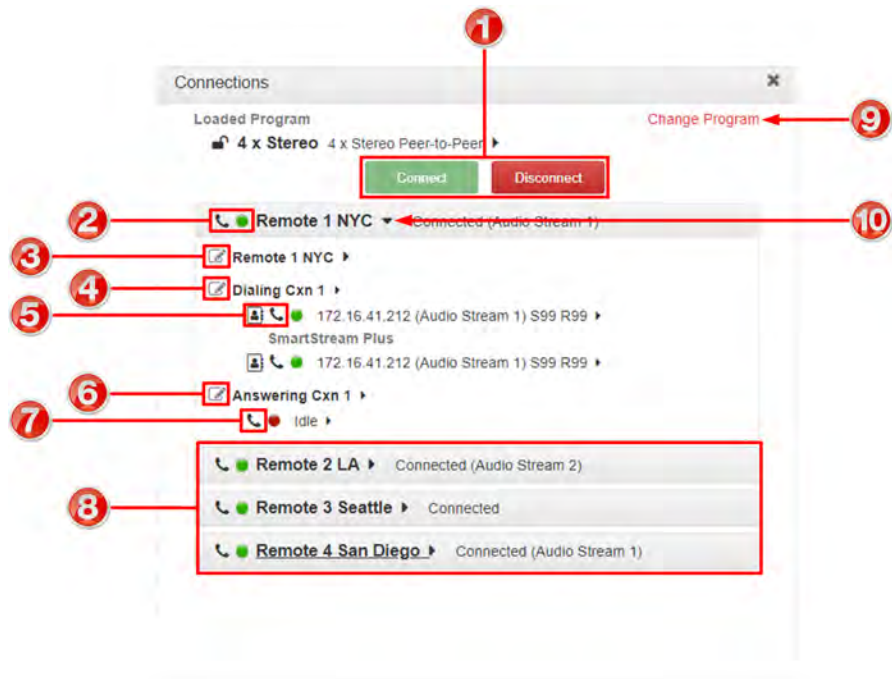 1
Connections
Loaded Program
Change Program
9
4 x Stereo 4 x Stereo Peer-to-Peer
Connect Disconnect
2
Remote 1 NYC Connected (Audio Stream 1)
10
3
Remote 1 NYC
4
Dialing Cxn 1
5
172.16.41.212 (Audio Stream 1) S99 R99
SmartStream Plus
172.16.41.212 (Audio Stream 1) S99 R99
6
Answering Cxn 1
7
Idle
Remote 2 LA Connected (Audio Stream 2)
8
Remote 3 Seattle Connected
Remote 4 San Diego Connected (Audio Stream 1)